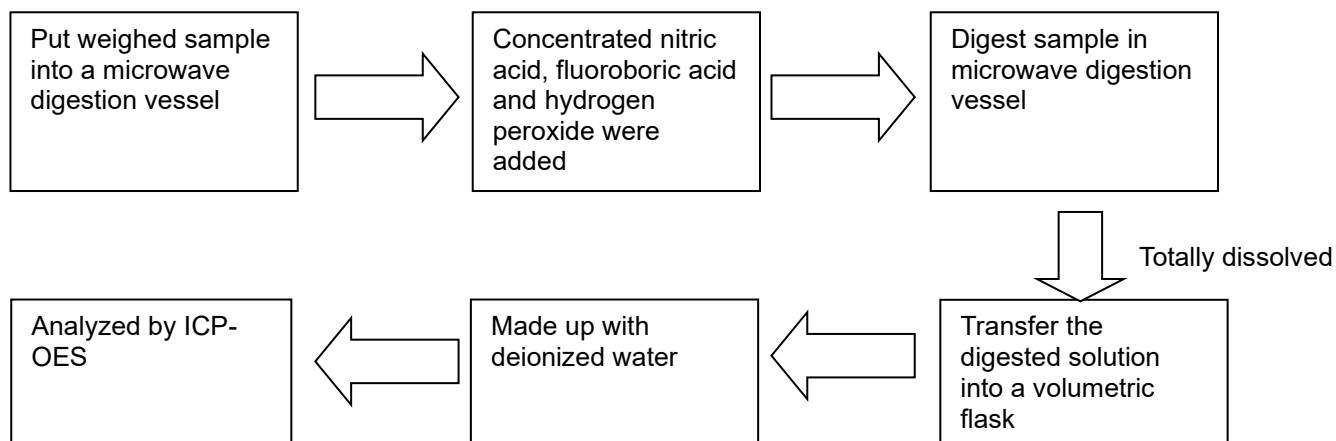 Put weighed sample
into a microwave
digestion vessel
Concentrated nitric
acid, fluoroboric acid
and hydrogen
peroxide were
added
Digest sample in
microwave digestion
vessel
Totally dissolved
Transfer the
digested solution
into a volumetric
flask
Made up with
deionized water
Analyzed by ICP-
OES